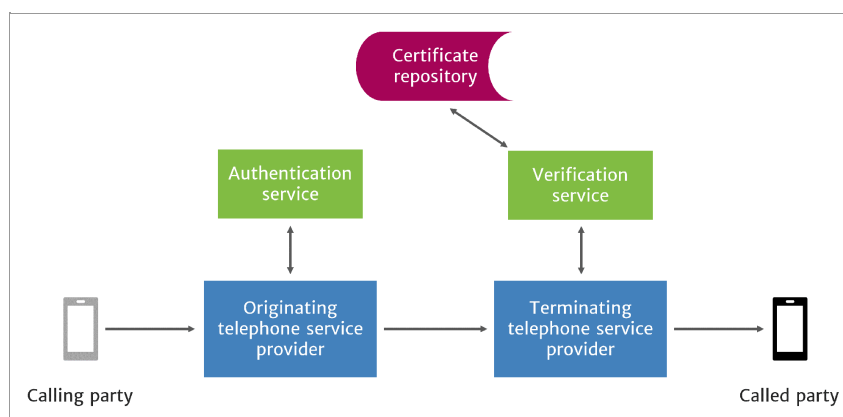 Certificate
repository
Authentication
service
Verification
service
Originating
telephone service
provider
Terminating
telephone service
provider
Calling party
Called party